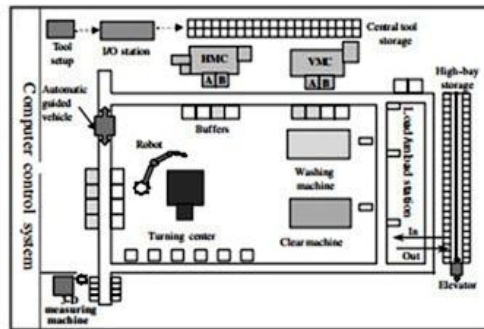 Tool
setup
I/O station
Central tool
storage
HMC
A B
VMC
A B
High-bay
storage
Automatic
guided
vehicle
Computer control system
Buffers
Robot
Washing
machine
Load/unload station
Turning center
Clear machine
In
Out
Elevator
3-D
measuring
machine